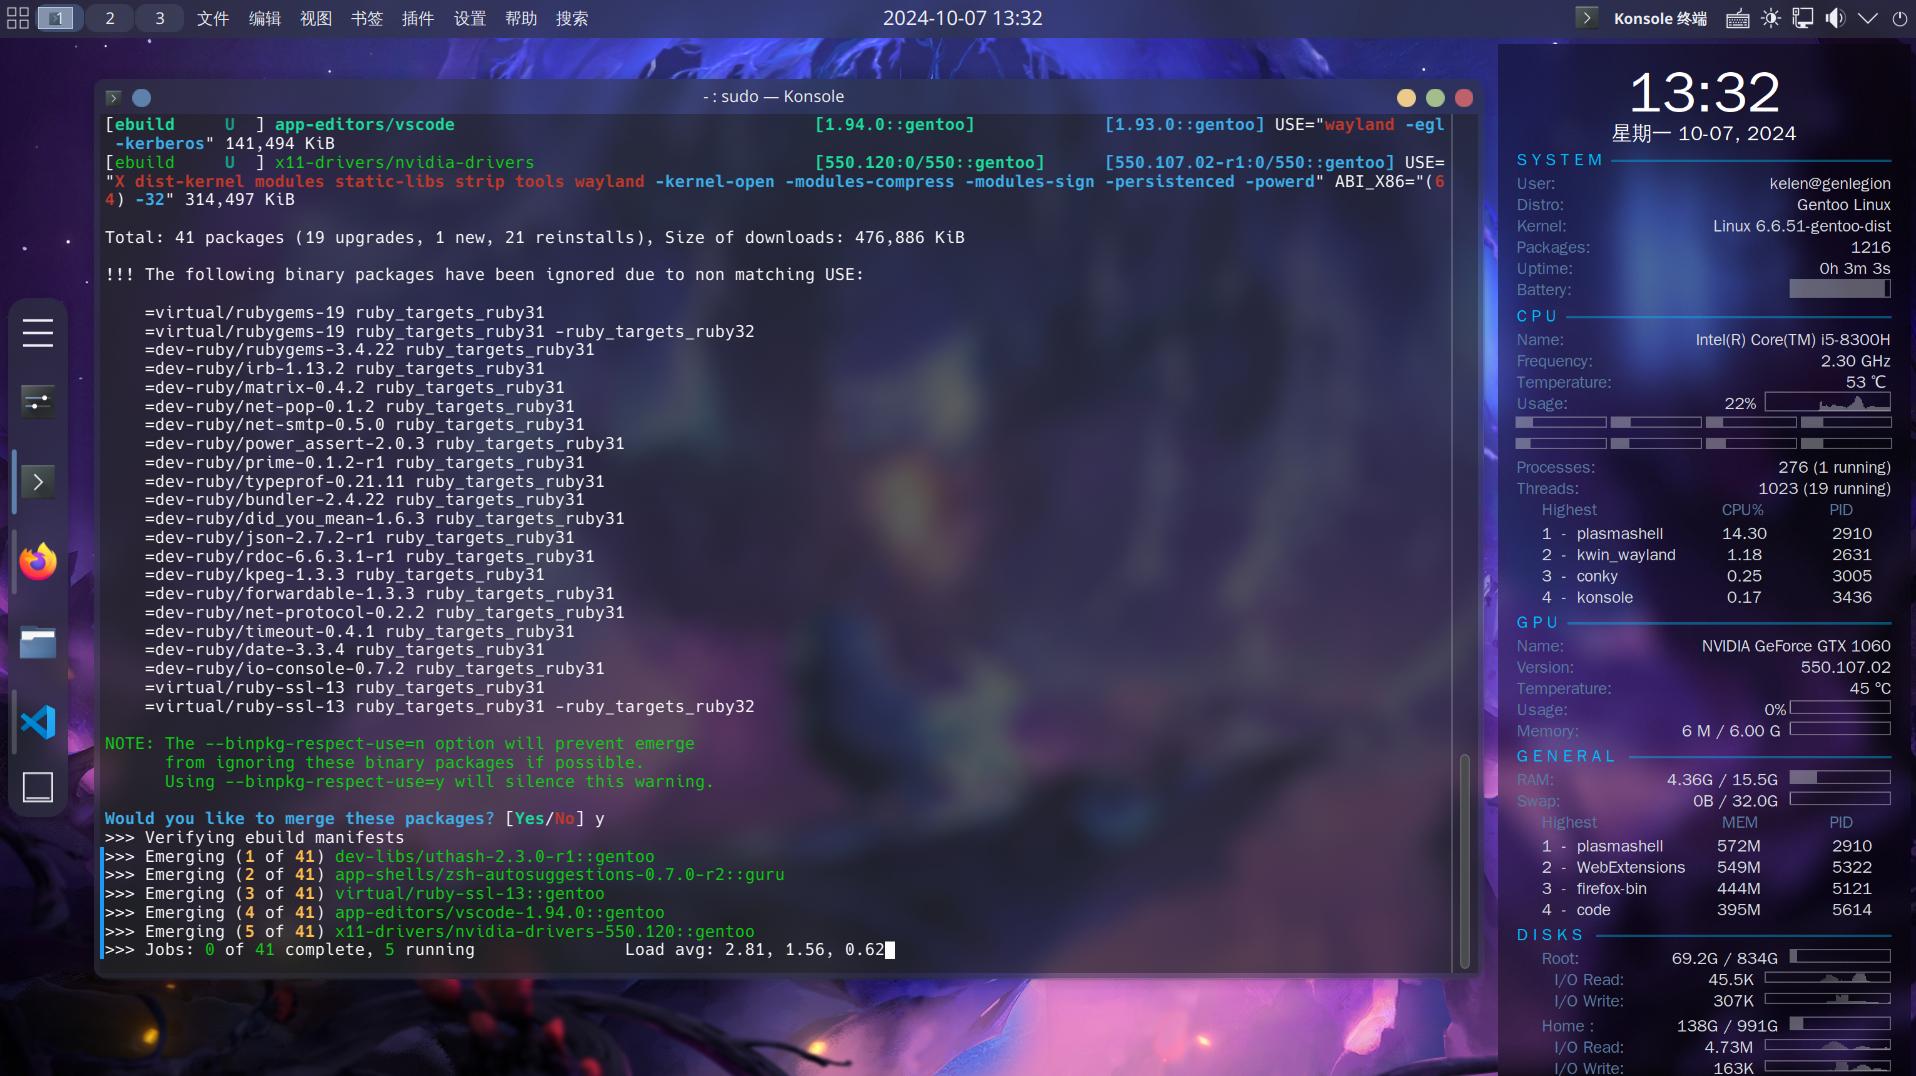 1 2 3 文件 编辑 视图 书签 插件 设置 帮助 搜索 2024-10-07 13:32 Konsole 终端
- : sudo — Konsole
[ebuild U ] app-editors/vscode [1.94.0::gentoo] [1.93.0::gentoo] USE="wayland -egl
-kerberos" 141,494 KiB
[ebuild U ] x11-drivers/nvidia-drivers [550.120:0/550::gentoo] [550.107.02-r1:0/550::gentoo] USE=
"X dist-kernel modules static-libs strip tools wayland -kernel-open -modules-compress -modules-sign -persistenced -powerd" ABI_X86="(6
4) -32" 314,497 KiB
Total: 41 packages (19 upgrades, 1 new, 21 reinstalls), Size of downloads: 476,886 KiB
!!! The following binary packages have been ignored due to non matching USE:
=virtual/rubygems-19 ruby_targets_ruby31
=virtual/rubygems-19 ruby_targets_ruby31 -ruby_targets_ruby32
=dev-ruby/rubygems-3.4.22 ruby_targets_ruby31
=dev-ruby/irb-1.13.2 ruby_targets_ruby31
=dev-ruby/matrix-0.4.2 ruby_targets_ruby31
=dev-ruby/net-pop-0.1.2 ruby_targets_ruby31
=dev-ruby/net-smtp-0.5.0 ruby_targets_ruby31
=dev-ruby/power_assert-2.0.3 ruby_targets_ruby31
=dev-ruby/prime-0.1.2-r1 ruby_targets_ruby31
=dev-ruby/typeprof-0.21.11 ruby_targets_ruby31
=dev-ruby/bundler-2.4.22 ruby_targets_ruby31
=dev-ruby/did_you_mean-1.6.3 ruby_targets_ruby31
=dev-ruby/json-2.7.2-r1 ruby_targets_ruby31
=dev-ruby/rdoc-6.6.3.1-r1 ruby_targets_ruby31
=dev-ruby/kpeg-1.3.3 ruby_targets_ruby31
=dev-ruby/forwardable-1.3.3 ruby_targets_ruby31
=dev-ruby/net-protocol-0.2.2 ruby_targets_ruby31
=dev-ruby/timeout-0.4.1 ruby_targets_ruby31
=dev-ruby/date-3.3.4 ruby_targets_ruby31
=dev-ruby/io-console-0.7.2 ruby_targets_ruby31
=virtual/ruby-ssl-13 ruby_targets_ruby31
=virtual/ruby-ssl-13 ruby_targets_ruby31 -ruby_targets_ruby32
NOTE: The --binpkg-respect-use=n option will prevent emerge
from ignoring these binary packages if possible.
Using --binpkg-respect-use=y will silence this warning.
Would you like to merge these packages? [Yes/No] y
>>> Verifying ebuild manifests
>>> Emerging (1 of 41) dev-libs/uthash-2.3.0-r1::gentoo
>>> Emerging (2 of 41) app-shells/zsh-autosuggestions-0.7.0-r2::guru
>>> Emerging (3 of 41) virtual/ruby-ssl-13::gentoo
>>> Emerging (4 of 41) app-editors/vscode-1.94.0::gentoo
>>> Emerging (5 of 41) x11-drivers/nvidia-drivers-550.120::gentoo
>>> Jobs: 0 of 41 complete, 5 running Load avg: 2.81, 1.56, 0.62
13:32
星期一 10-07, 2024
SYSTEM
User: kelen@genlegion
Distro: Gentoo Linux
Kernel: Linux 6.6.51-gentoo-dist
Packages: 1216
Uptime: 0h 3m 3s
Battery:
CPU
Name: Intel(R) Core(TM) i5-8300H
Frequency: 2.30 GHz
Temperature: 53 ℃
Usage: 22%
Processes: 276 (1 running)
Threads: 1023 (19 running)
Highest CPU% PID
1 - plasmashell 14.30 2910
2 - kwin_wayland 1.18 2631
3 - conky 0.25 3005
4 - konsole 0.17 3436
GPU
Name: NVIDIA GeForce GTX 1060
Version: 550.107.02
Temperature: 45 °C
Usage: 0%
Memory: 6 M / 6.00 G
GENERAL
RAM: 4.36G / 15.5G
Swap: 0B / 32.0G
Highest MEM PID
1 - plasmashell 572M 2910
2 - WebExtensions 549M 5322
3 - firefox-bin 444M 5121
4 - code 395M 5614
DISKS
Root: 69.2G / 834G
I/O Read: 45.5K
I/O Write: 307K
Home : 138G / 991G
I/O Read: 4.73M
I/O Write: 163K